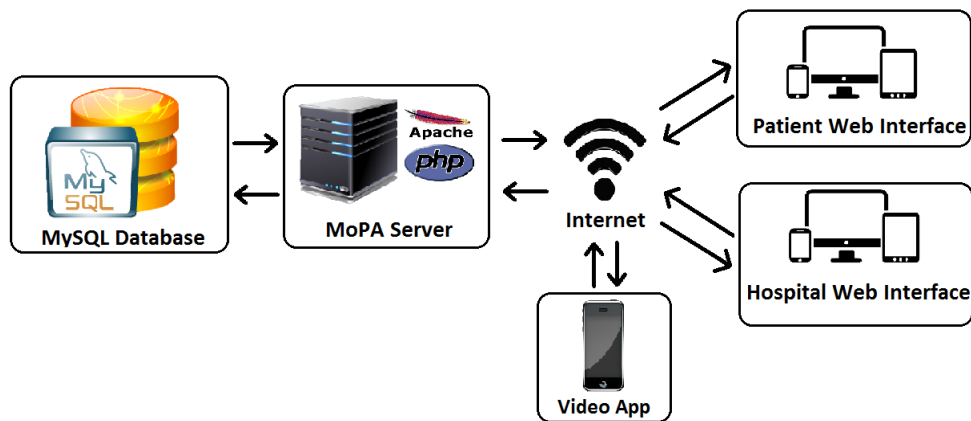 My
SQL
MySQL Database
Apache
php
MoPA Server
Internet
Patient Web Interface
Hospital Web Interface
Video App